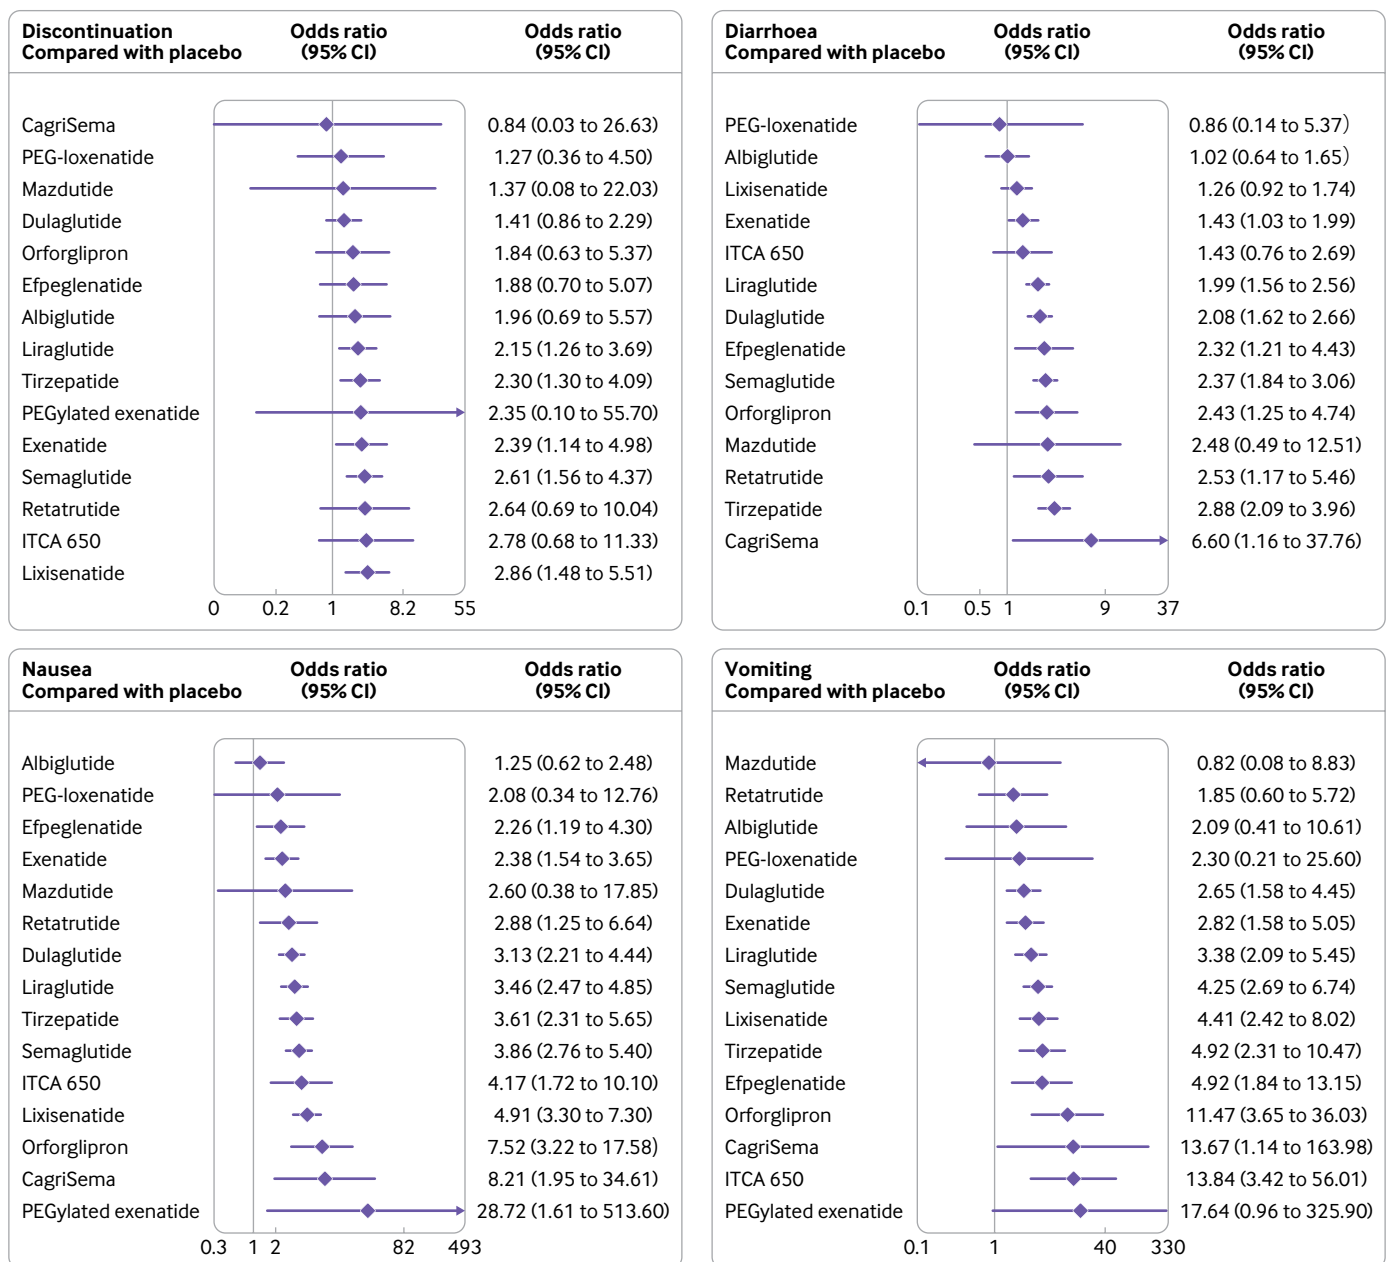 Discontinuation
Compared with placebo
Odds ratio
(95% CI)
Odds ratio
(95% CI)
CagriSema 0.84 (0.03 to 26.63)
PEG-loxenatide 1.27 (0.36 to 4.50)
Mazdutide 1.37 (0.08 to 22.03)
Dulaglutide 1.41 (0.86 to 2.29)
Orforglipron 1.84 (0.63 to 5.37)
Efpeglenatide 1.88 (0.70 to 5.07)
Albiglutide 1.96 (0.69 to 5.57)
Liraglutide 2.15 (1.26 to 3.69)
Tirzepatide 2.30 (1.30 to 4.09)
PEGylated exenatide 2.35 (0.10 to 55.70)
Exenatide 2.39 (1.14 to 4.98)
Semaglutide 2.61 (1.56 to 4.37)
Retatrutide 2.64 (0.69 to 10.04)
ITCA 650 2.78 (0.68 to 11.33)
Lixisenatide 2.86 (1.48 to 5.51)
0 0.2 1 8.2 55
Diarrhoea
Compared with placebo
Odds ratio
(95% CI)
Odds ratio
(95% CI)
PEG-loxenatide 0.86 (0.14 to 5.37)
Albiglutide 1.02 (0.64 to 1.65)
Lixisenatide 1.26 (0.92 to 1.74)
Exenatide 1.43 (1.03 to 1.99)
ITCA 650 1.43 (0.76 to 2.69)
Liraglutide 1.99 (1.56 to 2.56)
Dulaglutide 2.08 (1.62 to 2.66)
Efpeglenatide 2.32 (1.21 to 4.43)
Semaglutide 2.37 (1.84 to 3.06)
Orforglipron 2.43 (1.25 to 4.74)
Mazdutide 2.48 (0.49 to 12.51)
Retatrutide 2.53 (1.17 to 5.46)
Tirzepatide 2.88 (2.09 to 3.96)
CagriSema 6.60 (1.16 to 37.76)
0.1 0.5 1 9 37
Nausea
Compared with placebo
Odds ratio
(95% CI)
Odds ratio
(95% CI)
Albiglutide 1.25 (0.62 to 2.48)
PEG-loxenatide 2.08 (0.34 to 12.76)
Efpeglenatide 2.26 (1.19 to 4.30)
Exenatide 2.38 (1.54 to 3.65)
Mazdutide 2.60 (0.38 to 17.85)
Retatrutide 2.88 (1.25 to 6.64)
Dulaglutide 3.13 (2.21 to 4.44)
Liraglutide 3.46 (2.47 to 4.85)
Tirzepatide 3.61 (2.31 to 5.65)
Semaglutide 3.86 (2.76 to 5.40)
ITCA 650 4.17 (1.72 to 10.10)
Lixisenatide 4.91 (3.30 to 7.30)
Orforglipron 7.52 (3.22 to 17.58)
CagriSema 8.21 (1.95 to 34.61)
PEGylated exenatide 28.72 (1.61 to 513.60)
0.3 1 2 82 493
Vomiting
Compared with placebo
Odds ratio
(95% CI)
Odds ratio
(95% CI)
Mazdutide 0.82 (0.08 to 8.83)
Retatrutide 1.85 (0.60 to 5.72)
Albiglutide 2.09 (0.41 to 10.61)
PEG-loxenatide 2.30 (0.21 to 25.60)
Dulaglutide 2.65 (1.58 to 4.45)
Exenatide 2.82 (1.58 to 5.05)
Liraglutide 3.38 (2.09 to 5.45)
Semaglutide 4.25 (2.69 to 6.74)
Lixisenatide 4.41 (2.42 to 8.02)
Tirzepatide 4.92 (2.31 to 10.47)
Efpeglenatide 4.92 (1.84 to 13.15)
Orforglipron 11.47 (3.65 to 36.03)
CagriSema 13.67 (1.14 to 163.98)
ITCA 650 13.84 (3.42 to 56.01)
PEGylated exenatide 17.64 (0.96 to 325.90)
0.1 1 40 330